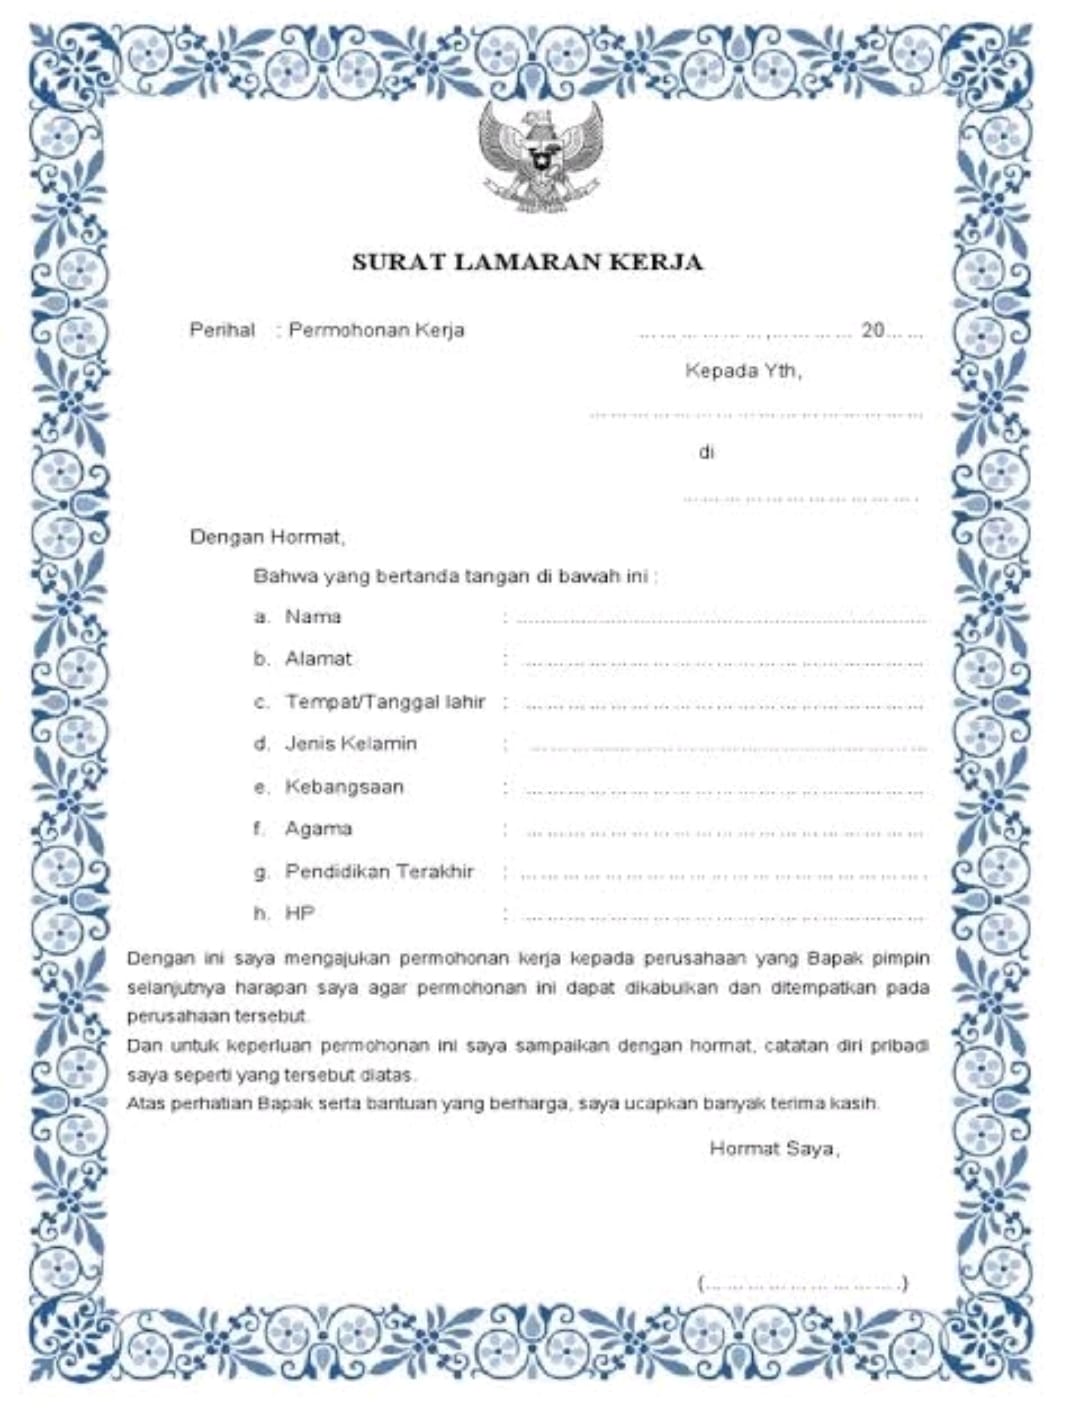 SURAT LAMARAN KERJA
Perihal : Permohonan Kerja ... ... ... ... ... ... ,... ... ... ... 20... ...
Kepada Yth,
... ... ... ... ... ... ... ... ... ... ... ... ... ... ...
di
... ... ... ... ... ... ... ... ... ... .
Dengan Hormat,
Bahwa yang bertanda tangan di bawah ini :
a. Nama : ..............................................................
b. Alamat : ..............................................................
c. Tempat/Tanggal lahir : ..............................................................
d. Jenis Kelamin : ..............................................................
e. Kebangsaan : ..............................................................
f. Agama : ..............................................................
g. Pendidikan Terakhir : ..............................................................
h. HP : ..............................................................
Dengan ini saya mengajukan permohonan kerja kepada perusahaan yang Bapak pimpin
selanjutnya harapan saya agar permohonan ini dapat dikabulkan dan ditempatkan pada
perusahaan tersebut.
Dan untuk keperluan permohonan ini saya sampaikan dengan hormat, catatan diri pribadi
saya seperti yang tersebut diatas.
Atas perhatian Bapak serta bantuan yang berharga, saya ucapkan banyak terima kasih.
Hormat Saya,
(... ... ... ... ... ... ... ... ...)